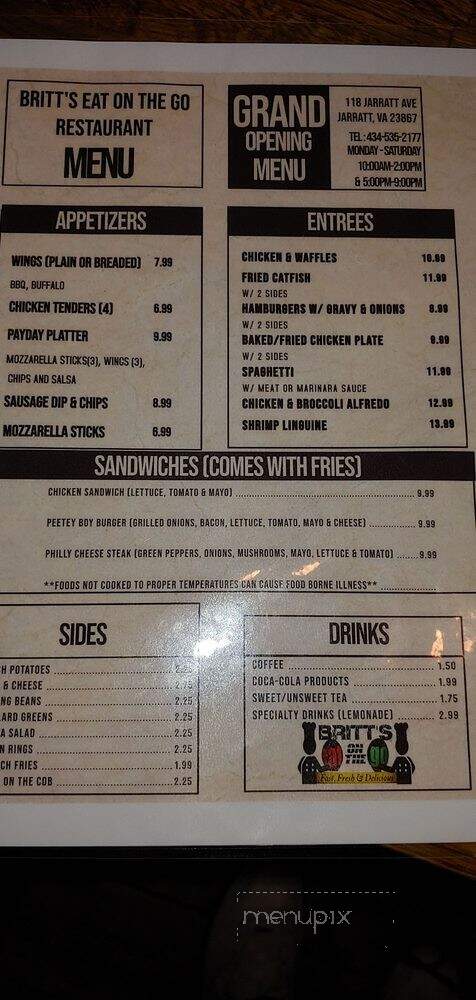 BRITT'S EAT ON THE GO
RESTAURANT
MENU
GRAND
OPENING
MENU
118 JARRATT AVE
JARRATT, VA 23867
TEL: 434-535-2177
MONDAY - SATURDAY
10:00AM-2:00PM
& 5:00PM-9:00PM
APPETIZERS
WINGS (PLAIN OR BREADED) 7.99
BBQ, BUFFALO
CHICKEN TENDERS (4) 6.99
PAYDAY PLATTER 9.99
MOZZARELLA STICKS(3), WINGS (3),
CHIPS AND SALSA
SAUSAGE DIP & CHIPS 8.99
MOZZARELLA STICKS 6.99
ENTREES
CHICKEN & WAFFLES 10.99
FRIED CATFISH 11.99
W/ 2 SIDES
HAMBURGERS W/ GRAVY & ONIONS 8.99
W/ 2 SIDES
BAKED/FRIED CHICKEN PLATE 9.99
W/ 2 SIDES
SPAGHETTI 11.99
W/ MEAT OR MARINARA SAUCE
CHICKEN & BROCCOLI ALFREDO 12.99
SHRIMP LINGUINE 13.99
SANDWICHES (COMES WITH FRIES)
CHICKEN SANDWICH (LETTUCE, TOMATO & MAYO) 9.99
PEETEY BOY BURGER (GRILLED ONIONS, BACON, LETTUCE, TOMATO, MAYO & CHEESE) 9.99
PHILLY CHEESE STEAK (GREEN PEPPERS, ONIONS, MUSHROOMS, MAYO, LETTUCE & TOMATO) 9.99
**FOODS NOT COOKED TO PROPER TEMPERATURES CAN CAUSE FOOD BORNE ILLNESS**
SIDES
H POTATOES 2.25
& CHEESE 2.75
NG BEANS 2.25
ARD GREENS 2.25
A SALAD 2.25
N RINGS 2.25
CH FRIES 1.99
ON THE COB 2.25
DRINKS
COFFEE 1.50
COCA-COLA PRODUCTS 1.99
SWEET/UNSWEET TEA 1.75
SPECIALTY DRINKS (LEMONADE) 2.99
BRITT'S
ON
THE
Fast, Fresh & Delicious
menupix